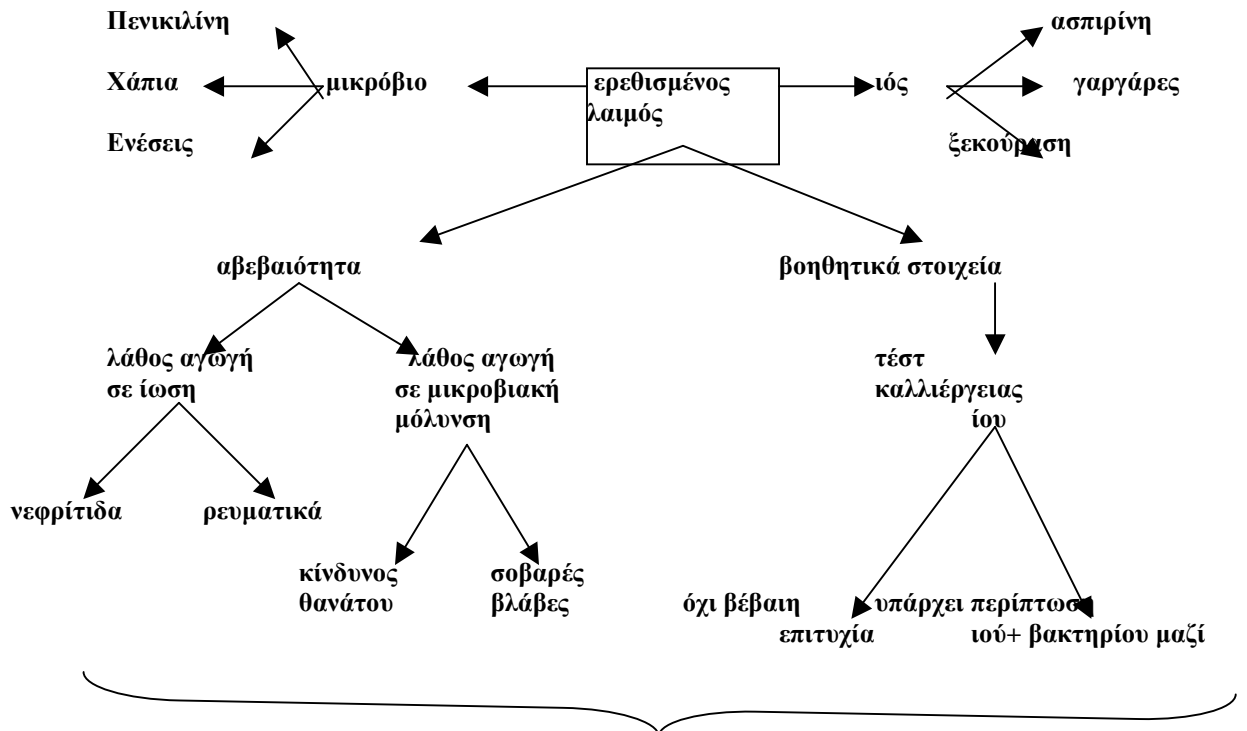 Πενικιλίνη
ασπιρίνη
Χάπια
μικρόβιο
ερεθισμένος
λαιμός
ιός
γαργάρες
Ενέσεις
ξεκούραση
αβεβαιότητα
βοηθητικά στοιχεία
λάθος αγωγή
σε ίωση
λάθος αγωγή
σε μικροβιακή
μόλυνση
τέστ
καλλιέργειας
ίου
νεφρίτιδα
ρευματικά
κίνδυνος
θανάτου
σοβαρές
βλάβες
όχι βέβαιη
επιτυχία
υπάρχει περίπτωση
ιού+ βακτηρίου μαζί